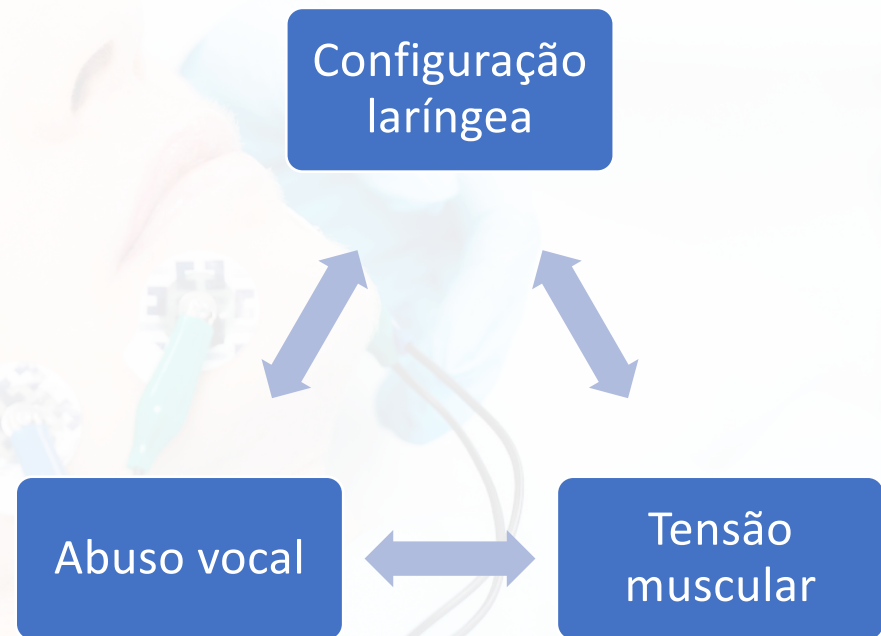 Configuração
laríngea
Abuso vocal
Tensão
muscular